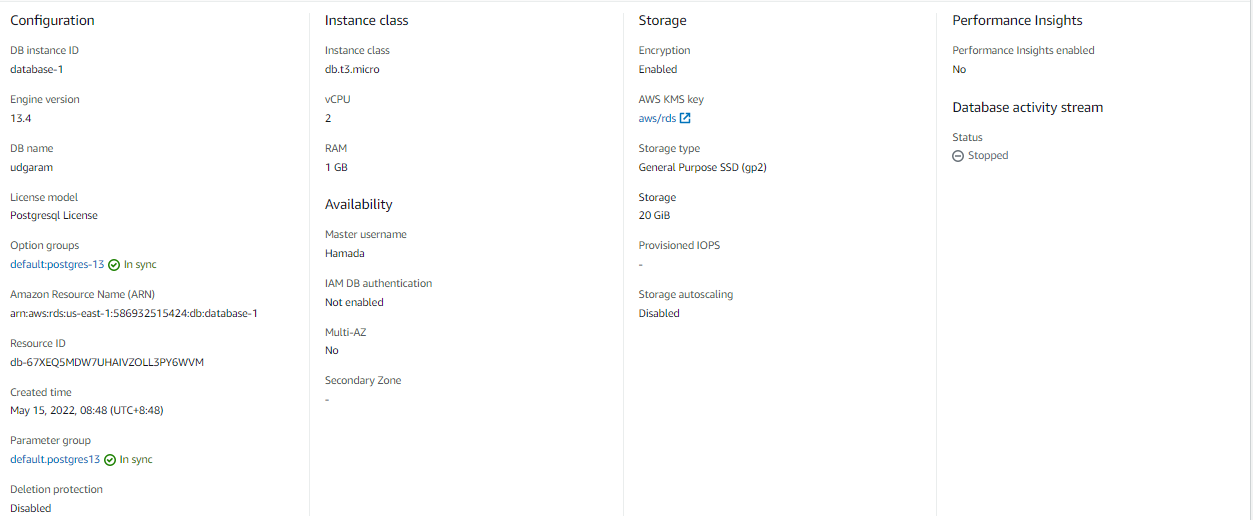 Configuration
DB instance ID
database-1
Engine version
13.4
DB name
udgaram
License model
Postgresql License
Option groups
default:postgres-13 In sync
Amazon Resource Name (ARN)
arn:aws:rds:us-east-1:586932515424:db:database-1
Resource ID
db-67XEQ5MDW7UHAIVZOLL3PY6WVM
Created time
May 15, 2022, 08:48 (UTC+8:48)
Parameter group
default.postgres13 In sync
Deletion protection
Disabled
Instance class
Instance class
db.t3.micro
vCPU
2
RAM
1 GB
Availability
Master username
Hamada
IAM DB authentication
Not enabled
Multi-AZ
No
Secondary Zone
-
Storage
Encryption
Enabled
AWS KMS key
aws/rds
Storage type
General Purpose SSD (gp2)
Storage
20 GiB
Provisioned IOPS
-
Storage autoscaling
Disabled
Performance Insights
Performance Insights enabled
No
Database activity stream
Status
Stopped